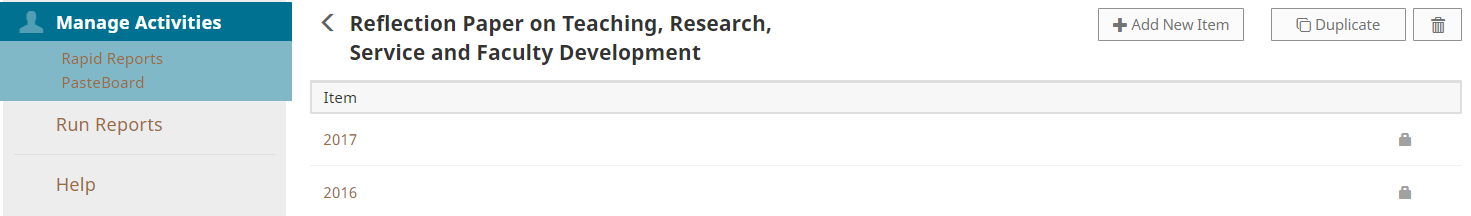 Manage Activities
Rapid Reports
PasteBoard
Run Reports
Help
Reflection Paper on Teaching, Research,
Service and Faculty Development
Add New Item
Duplicate
Item
2017
2016